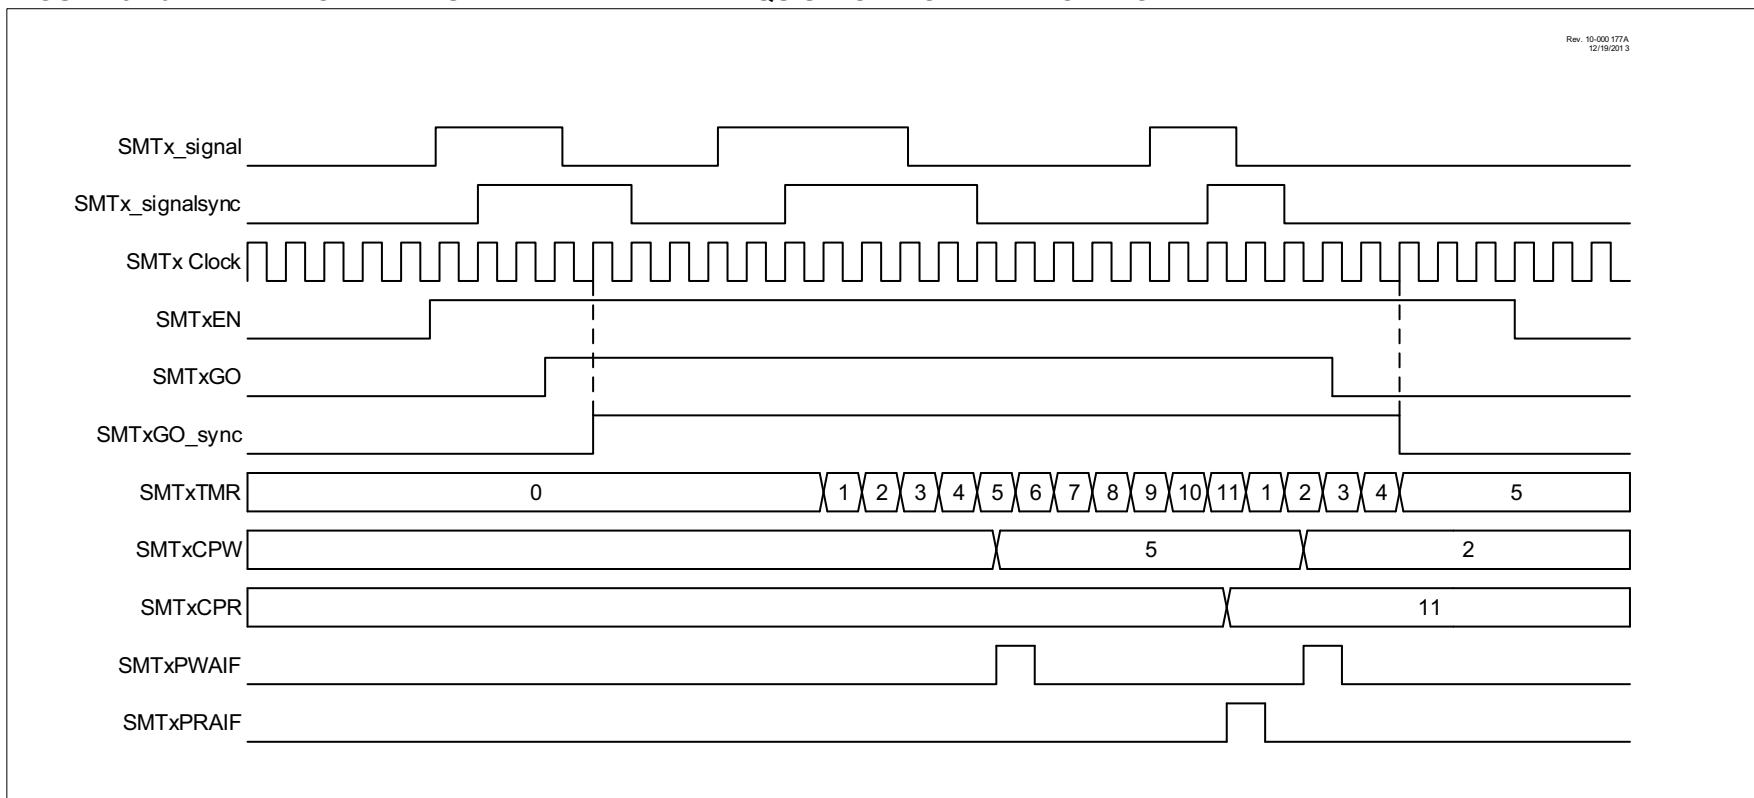 Rev. 10-000 177A
12/19/201 3
SMTx_signal
SMTx_signalsync
SMTx Clock
SMTxEN
SMTxGO
SMTxGO_sync
SMTxTMR 0 1 2 3 4 5 6 7 8 9 10 11 1 2 3 4 5
SMTxCPW 5 2
SMTxCPR 11
SMTxPWAIF
SMTxPRAIF